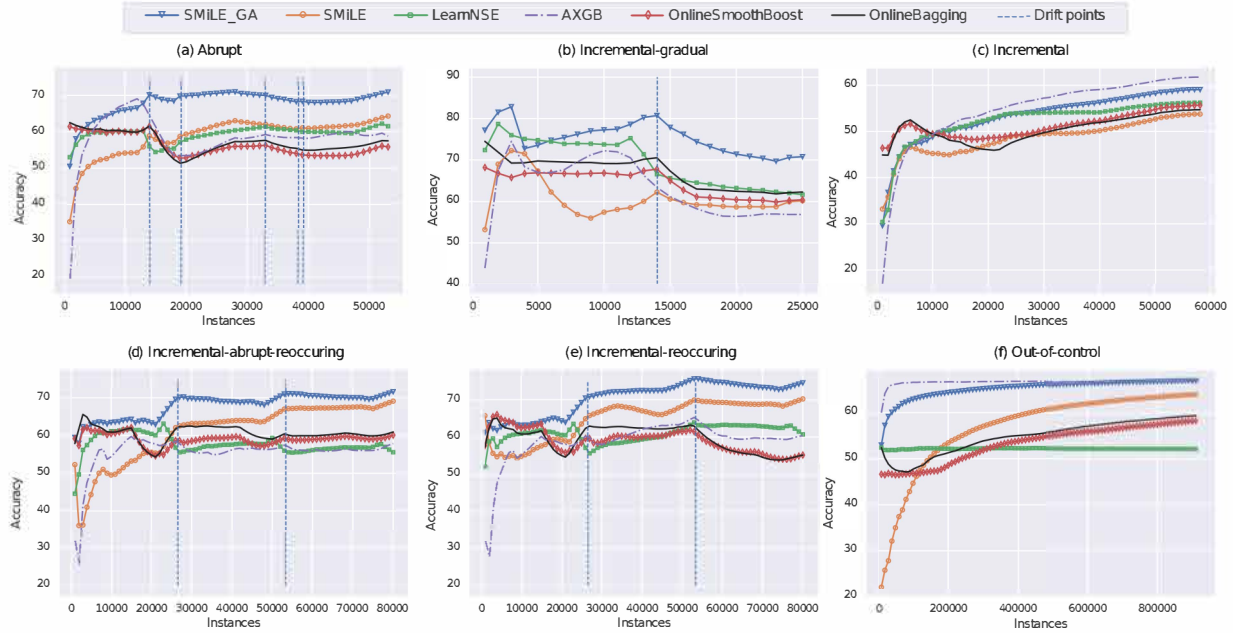 SMiLE_GA SMiLE LearnNSE AXGB OnlineSmoothBoost OnlineBagging Drift points
(a) Abrupt
(b) Incremental-gradual
(c) Incremental
Accuracy
70
60
50
40
30
20
0 10000 20000 30000 40000 50000
Instances
Accuracy
90
80
70
60
50
40
0 5000 10000 15000 20000 25000
Instances
Accuracy
60
50
40
30
20
0 10000 20000 30000 40000 50000 60000
Instances
(d) Incremental-abrupt-reoccuring
(e) Incremental-reoccuring
(f) Out-of-control
Accuracy
70
60
50
40
30
20
0 10000 20000 30000 40000 50000 60000 70000 80000
Instances
Accuracy
70
60
50
40
30
20
0 10000 20000 30000 40000 50000 60000 70000 80000
Instances
Accuracy
60
50
40
30
20
0 200000 400000 600000 800000
Instances